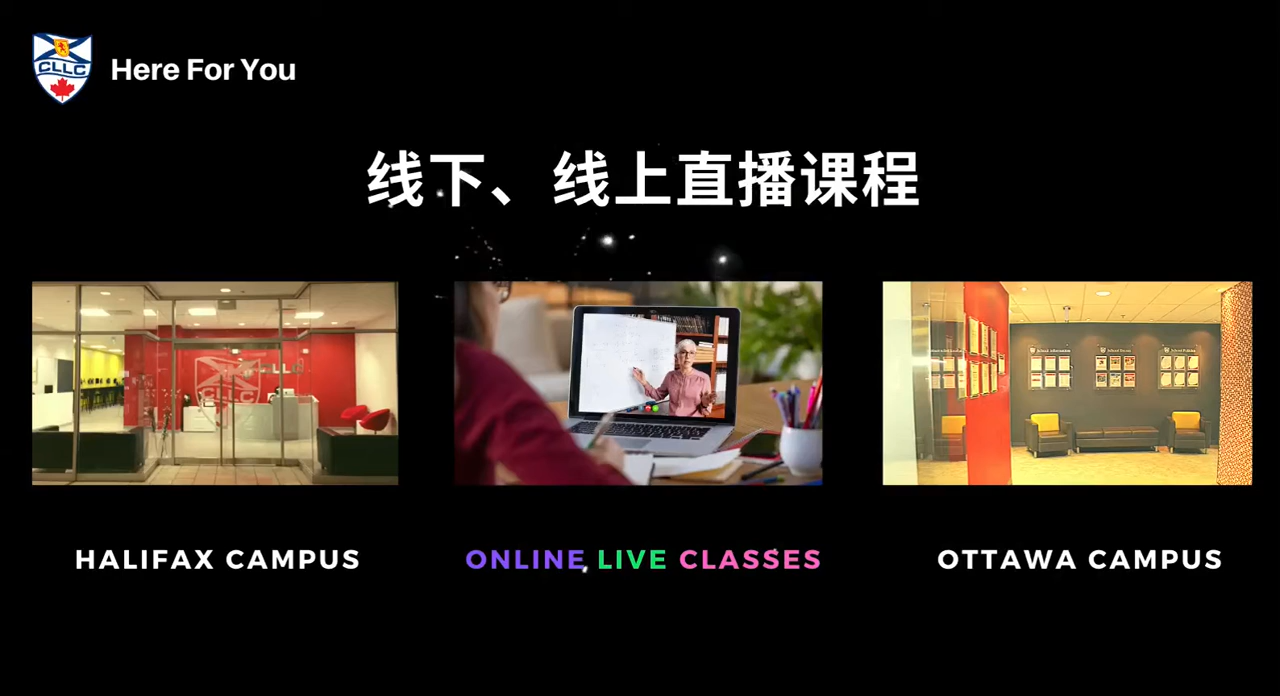 CLLC
Here For You
线下、线上直播课程
CLLC
HALIFAX CAMPUS
ONLINE LIVE CLASSES
OTTAWA CAMPUS